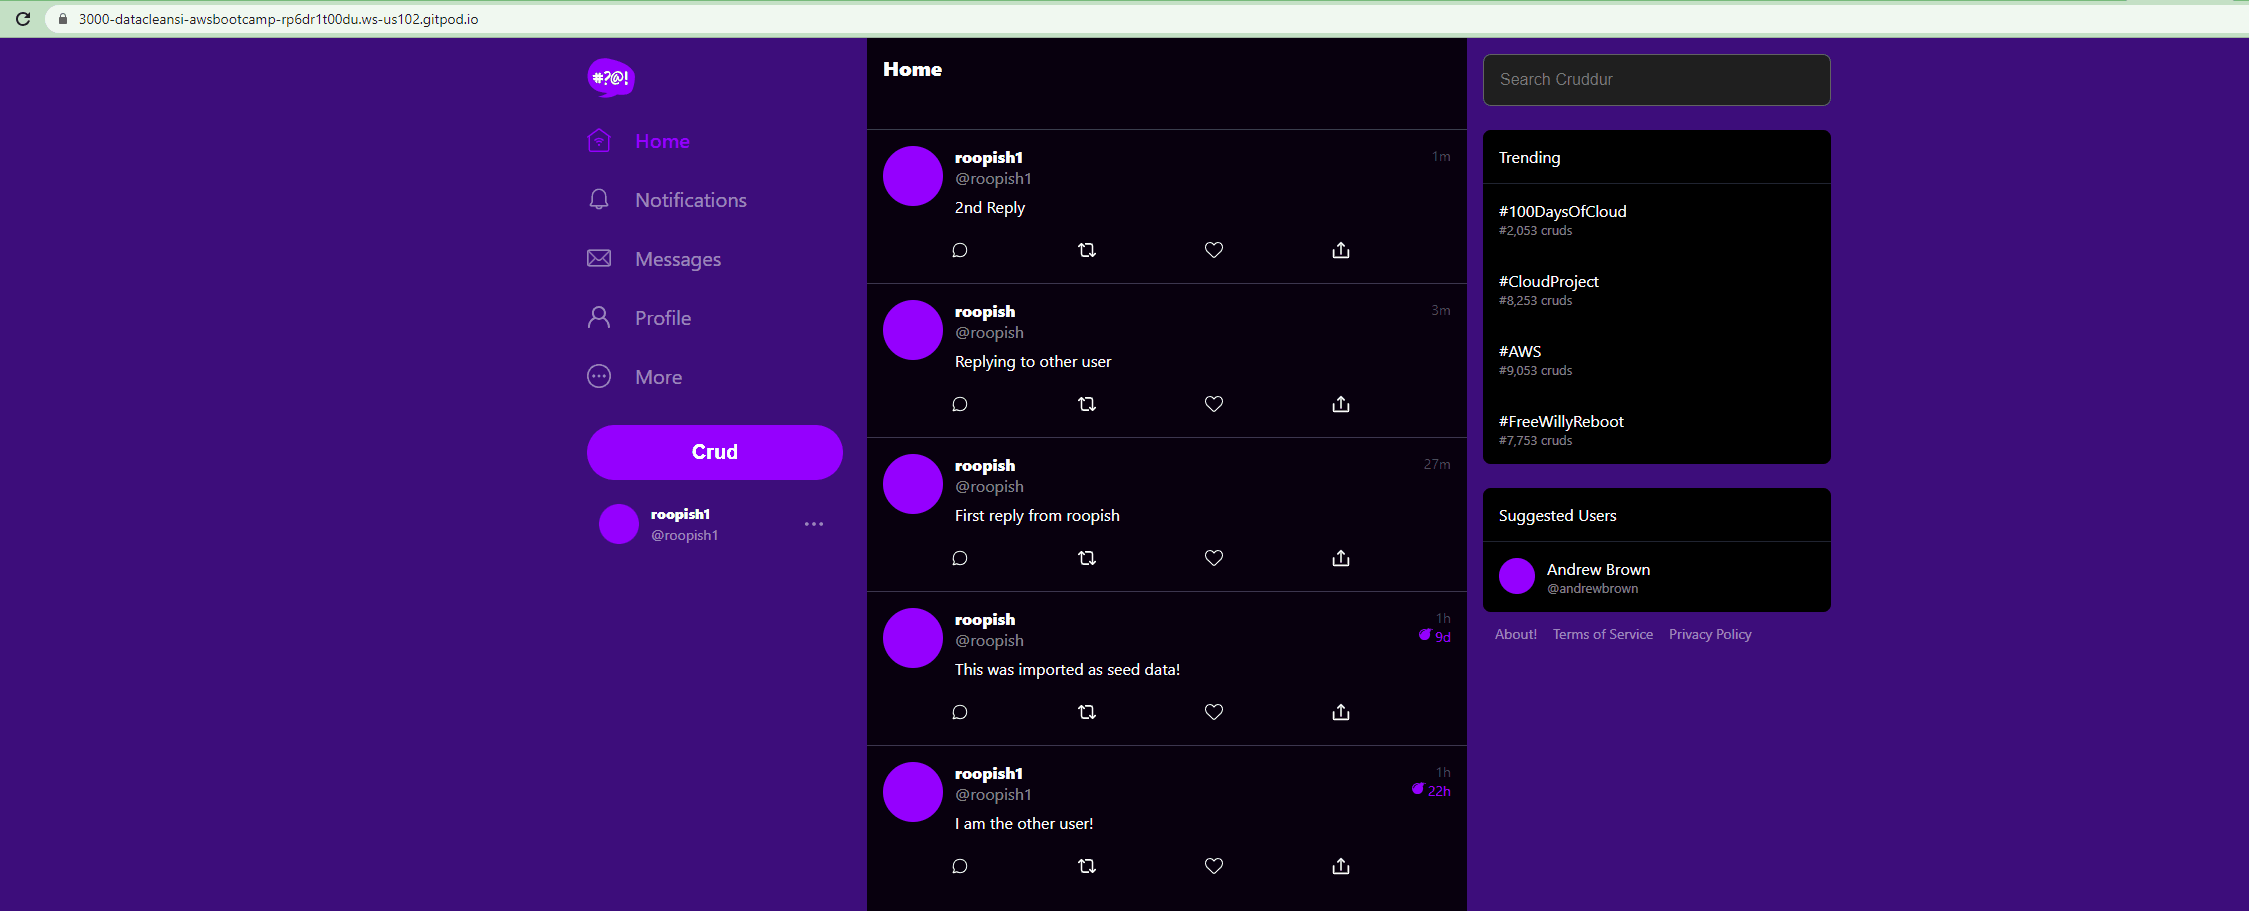 3000-datacleansi-awsbootcamp-rp6dr1t00du.ws-us102.gitpod.io
#?@!
Home
Notifications
Messages
Profile
More
Crud
roopish1
@roopish1
Home
roopish1
1m
@roopish1
2nd Reply
roopish
3m
@roopish
Replying to other user
roopish
27m
@roopish
First reply from roopish
roopish
1h
@roopish
9d
This was imported as seed data!
roopish1
1h
@roopish1
22h
I am the other user!
Search Cruddur
Trending
#100DaysOfCloud
#2,053 cruds
#CloudProject
#8,253 cruds
#AWS
#9,053 cruds
#FreeWillyReboot
#7,753 cruds
Suggested Users
Andrew Brown
@andrewbrown
About! Terms of Service Privacy Policy